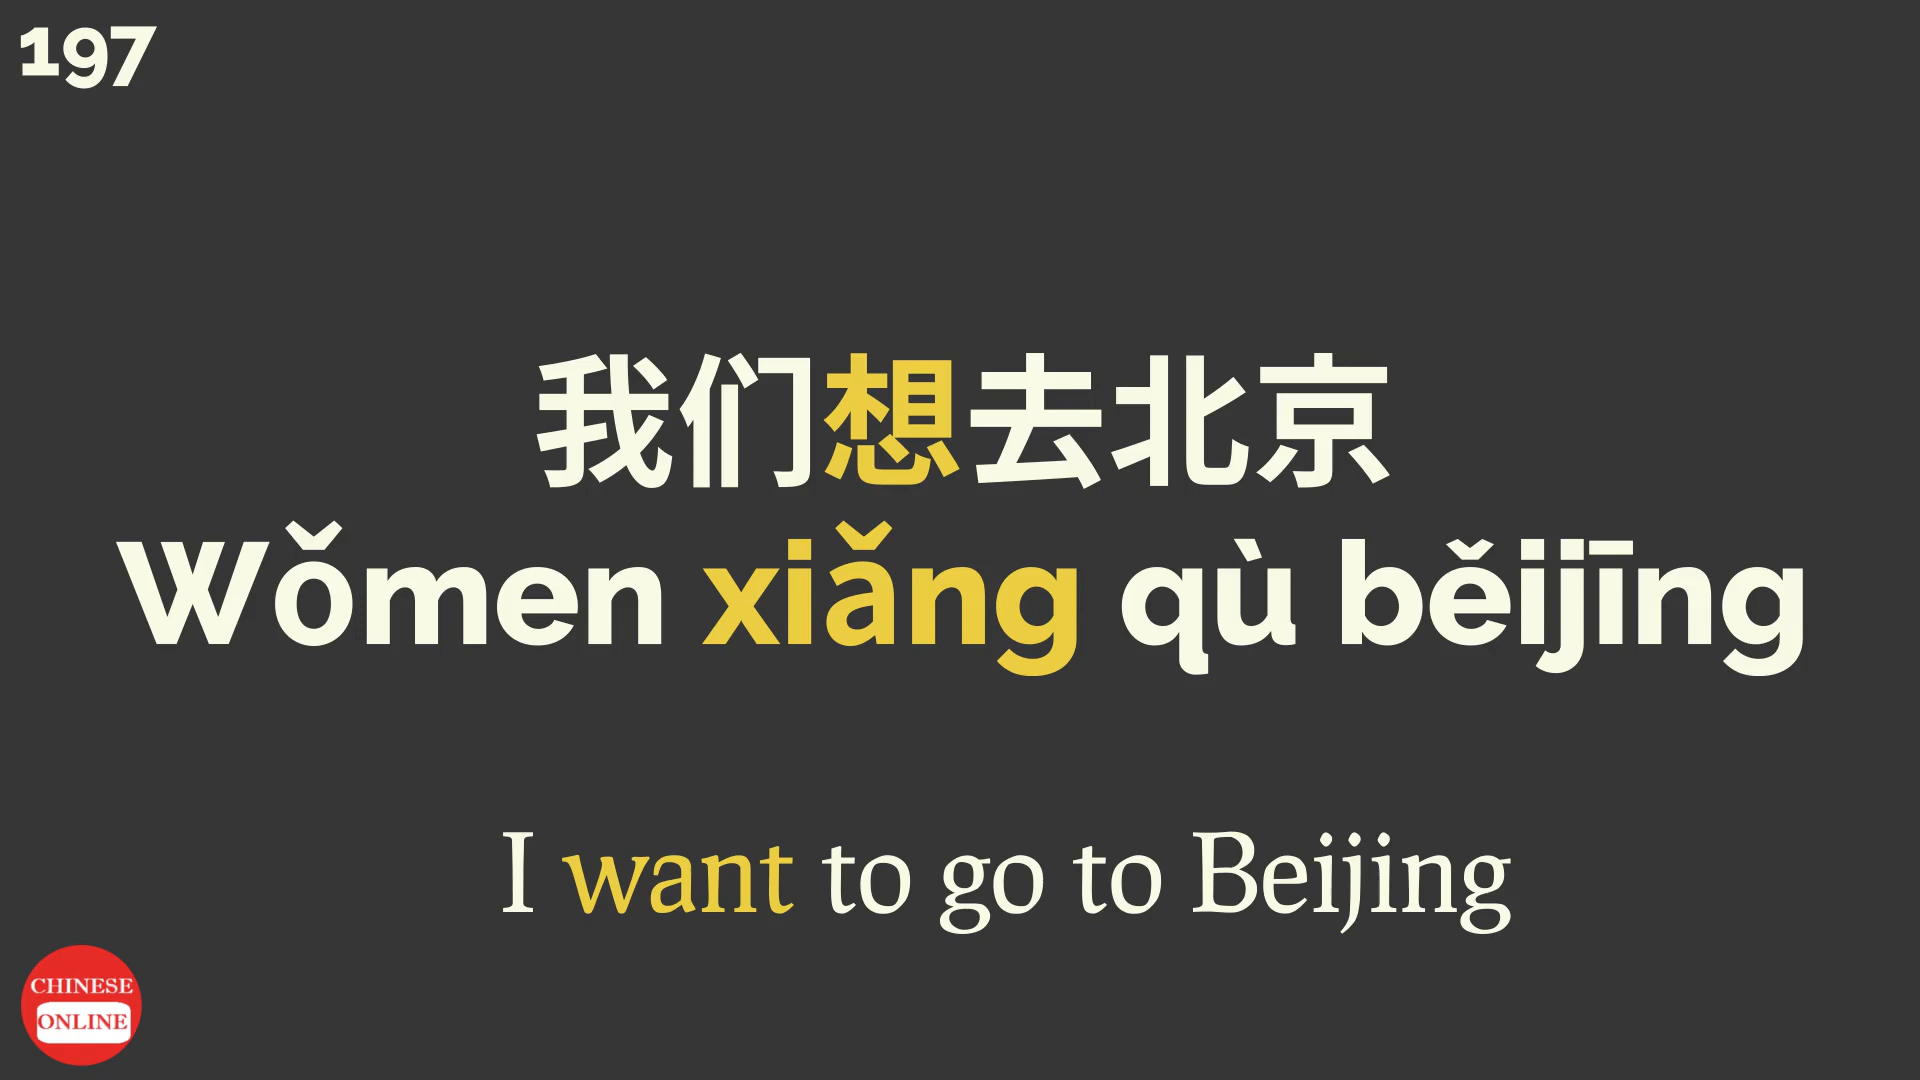 197
我们想去北京
Wǒmen xiǎng qù běijīng
I want to go to Beijing
CHINESE
ONLINE